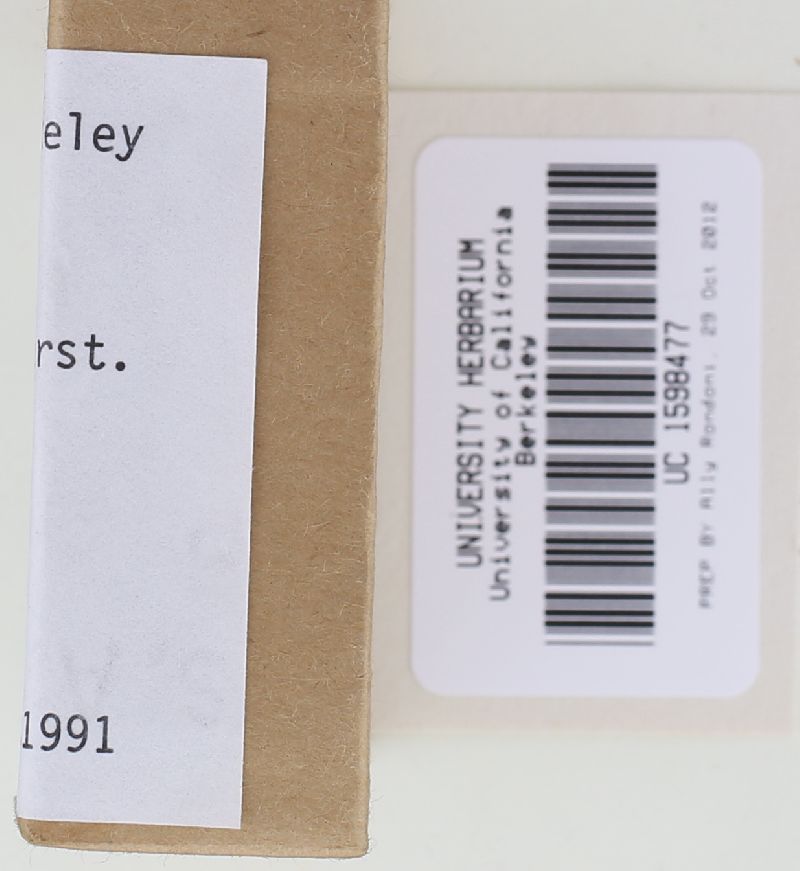 eley
rst.
1991
UNIVERSITY HERBARIUM
University of California
Berkeley
UC 1598477
PREP BY Ally Rondoni, 29 Oct 2012